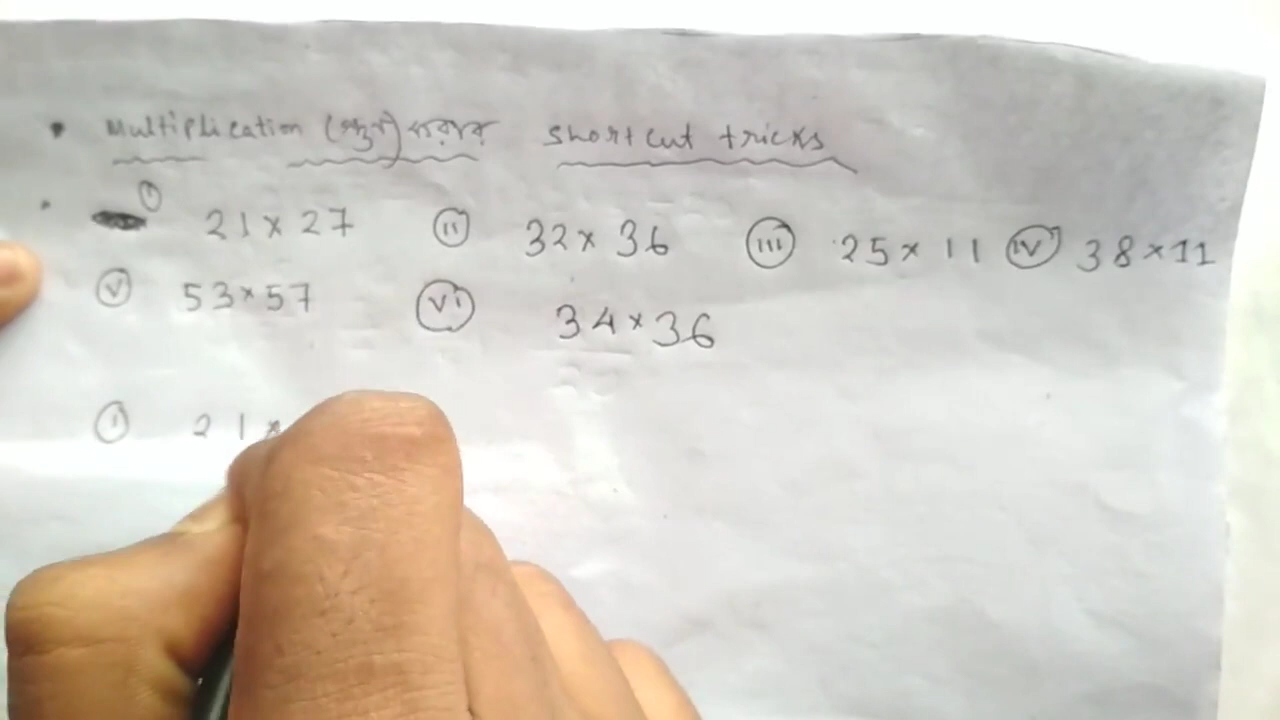 • Multiplication () করার shortcut tricks
(i) 21 × 27 (ii) 32 × 36 (iii) 25 × 11 (iv) 38 × 11
(v) 53 × 57 (vi) 34 × 36
(i) 21 ×